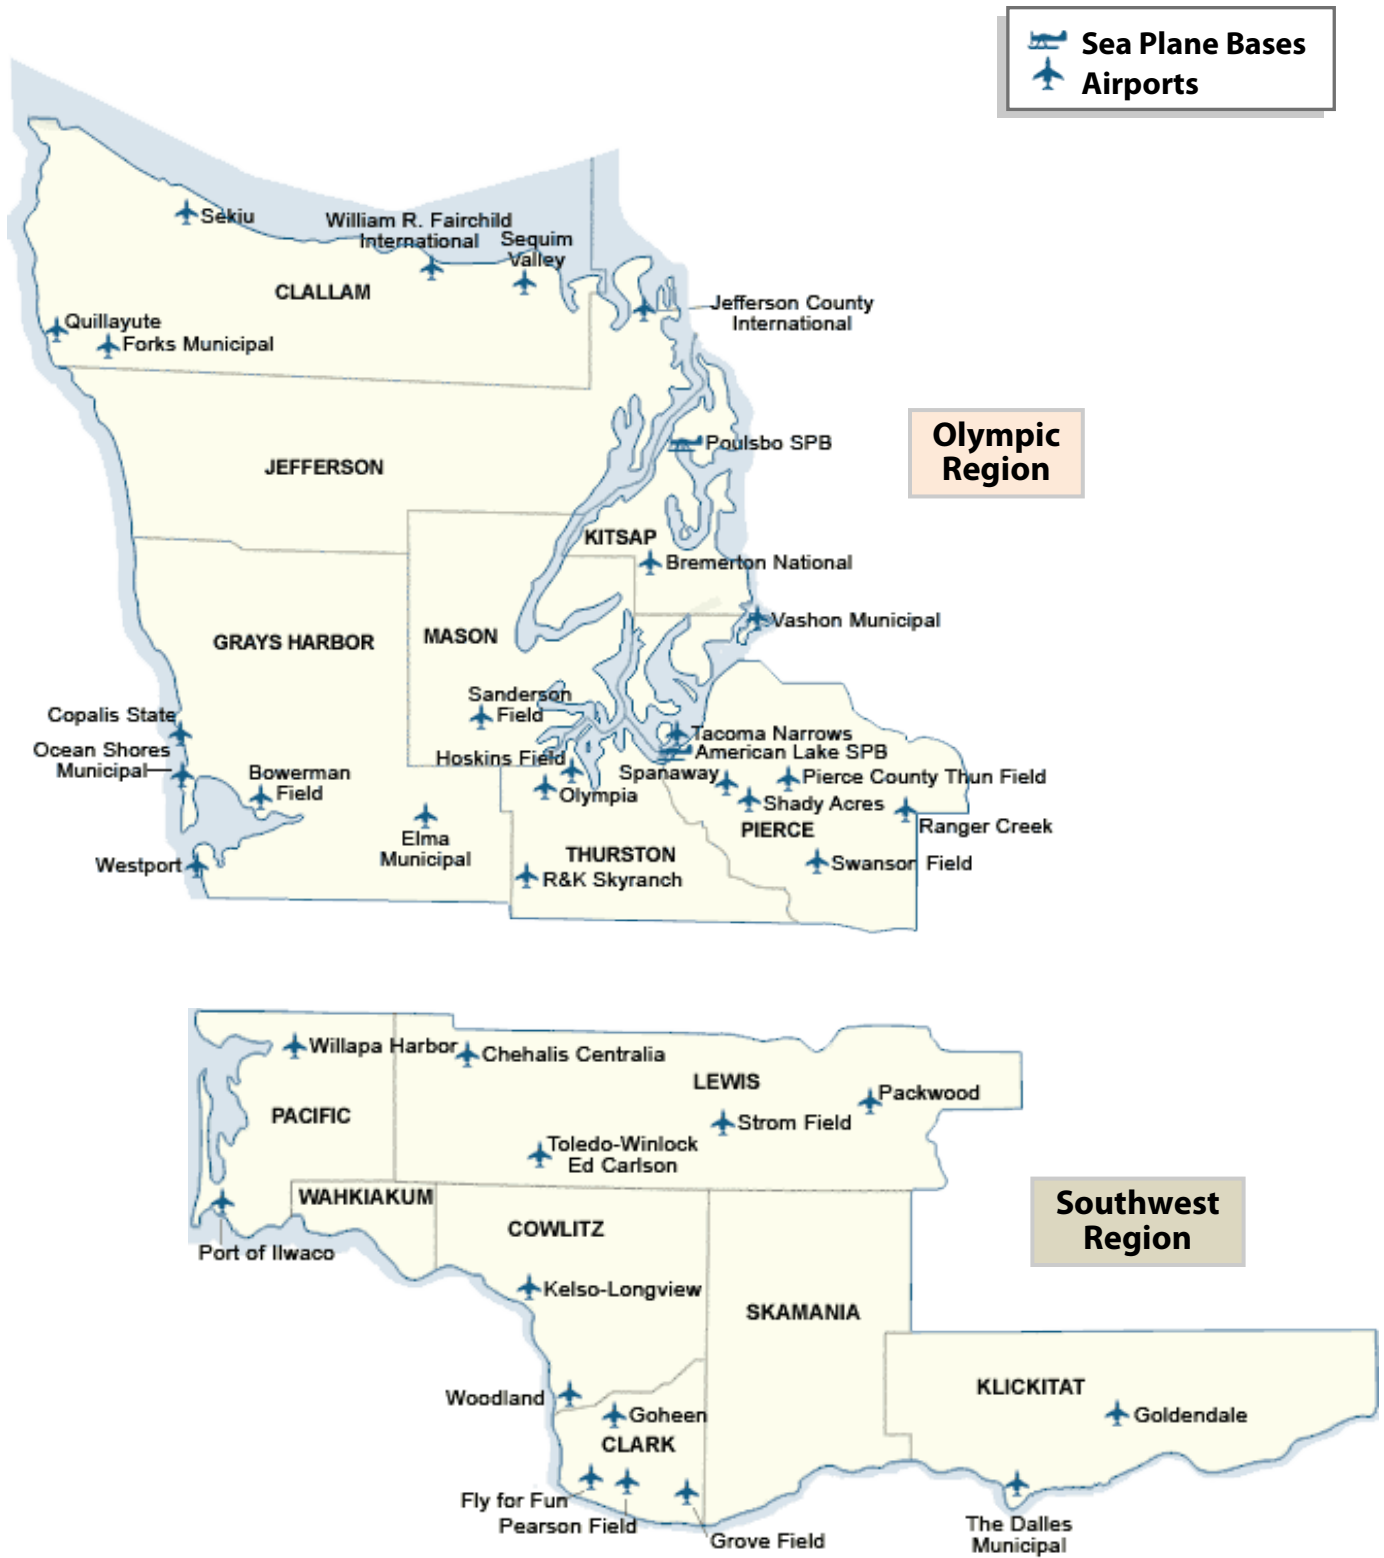 Sea Plane Bases
Airports
Sekiu
William R. Fairchild
International
Sequim
Valley
CLALLAM
Jefferson County
International
Quillayute
Forks Municipal
Olympic
Region
Poulsbo SPB
JEFFERSON
KITSAP
Bremerton National
Vashon Municipal
GRAYS HARBOR
MASON
Sanderson
Field
Copalis State
Tacoma Narrows
Ocean Shores
Municipal
American Lake SPB
Hoskins Field
Bowerman
Field
Spanaway
Pierce County Thun Field
Olympia
Shady Acres
Ranger Creek
PIERCE
Elma
Municipal
THURSTON
Westport
Swanson Field
R&K Skyranch
Willapa Harbor
Chehalis Centralia
LEWIS
Packwood
PACIFIC
Strom Field
Toledo-Winlock
Ed Carlson
WAHKIAKUM
Southwest
Region
COWLITZ
Port of Ilwaco
Kelso-Longview
SKAMANIA
KLICKITAT
Woodland
Goheen
Goldendale
CLARK
Fly for Fun
Pearson Field
Grove Field
The Dalles
Municipal